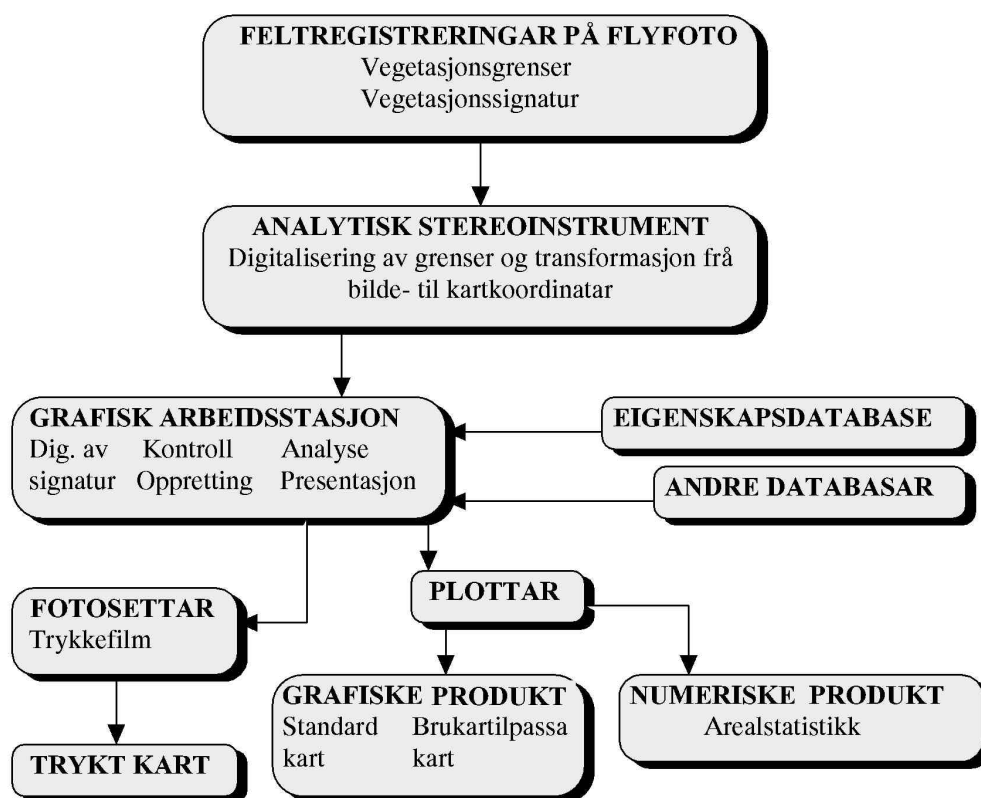 FELTREGISTRERINGAR PÅ FLYFOTO
Vegetasjonsgrenser
Vegetasjonssignatur
ANALYTISK STEREOINSTRUMENT
Digitalisering av grenser og transformasjon frå
bilde- til kartkoordinatar
GRAFISK ARBEIDSSTASJON
Dig. av Kontroll Analyse
signatur Oppretting Presentasjon
EIGENSKAPSDATABASE
ANDRE DATABASAR
PLOTTAR
FOTOSETTAR
Trykkefilm
GRAFISKE PRODUKT
Standard Brukartilpassa
kart kart
NUMERISKE PRODUKT
Arealstatistikk
TRYKT KART